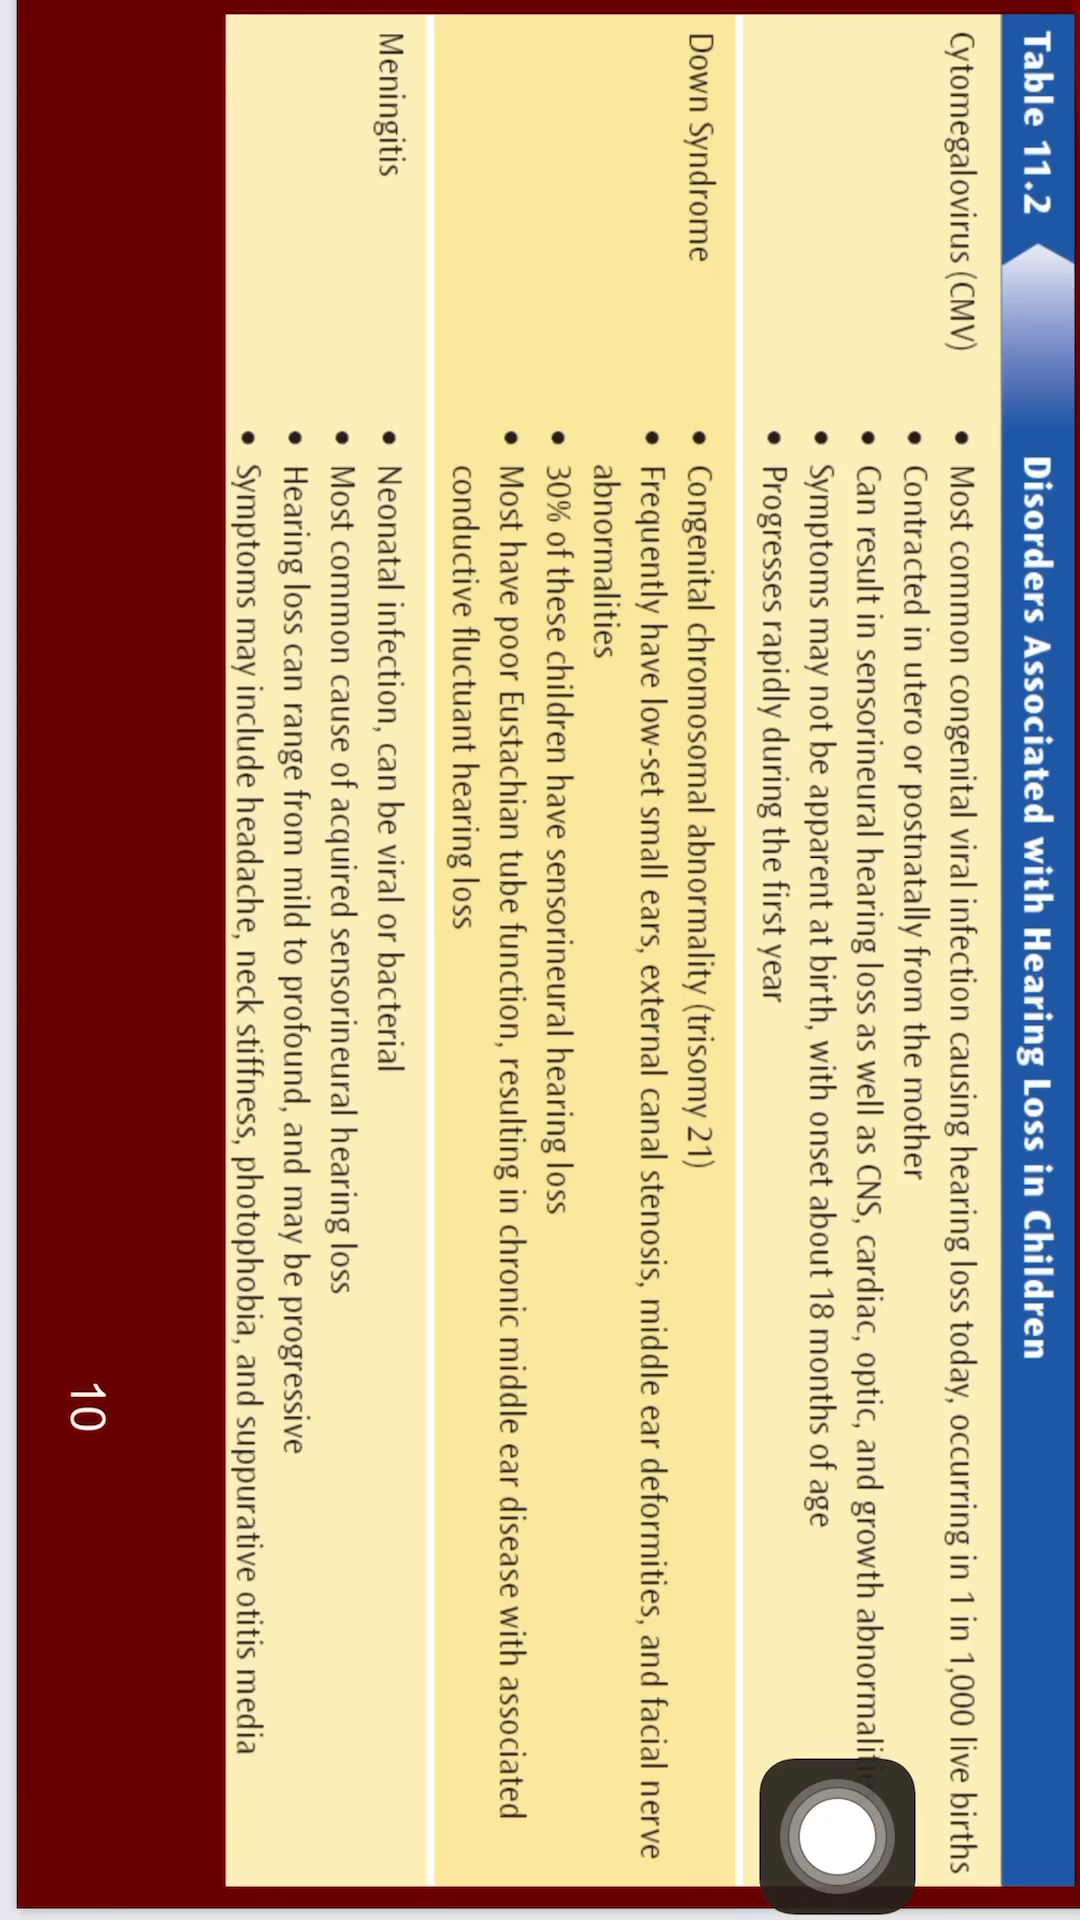 Table 11.2 Disorders Associated with Hearing Loss in Children
Cytomegalovirus (CMV)
• Most common congenital viral infection causing hearing loss today, occurring in 1 in 1,000 live births
• Contracted in utero or postnatally from the mother
• Can result in sensorineural hearing loss as well as CNS, cardiac, optic, and growth
• Symptoms may not be apparent at birth, with onset about 18 months of age
• Progresses rapidly during the first year
Down Syndrome
• Congenital chromosomal abnormality (trisomy 21)
• Frequently have low-set small ears, external canal stenosis, middle ear deformities, and facial nerve
abnormalities
• 30% of these children have sensorineural hearing loss
• Most have poor Eustachian tube function, resulting in chronic middle ear disease with associated
conductive fluctuant hearing loss
Meningitis
• Neonatal infection, can be viral or bacterial
• Most common cause of acquired sensorineural hearing loss
• Hearing loss can range from mild to profound, and may be progressive
• Symptoms may include headache, neck stiffness, photophobia, and suppurative otitis media
10